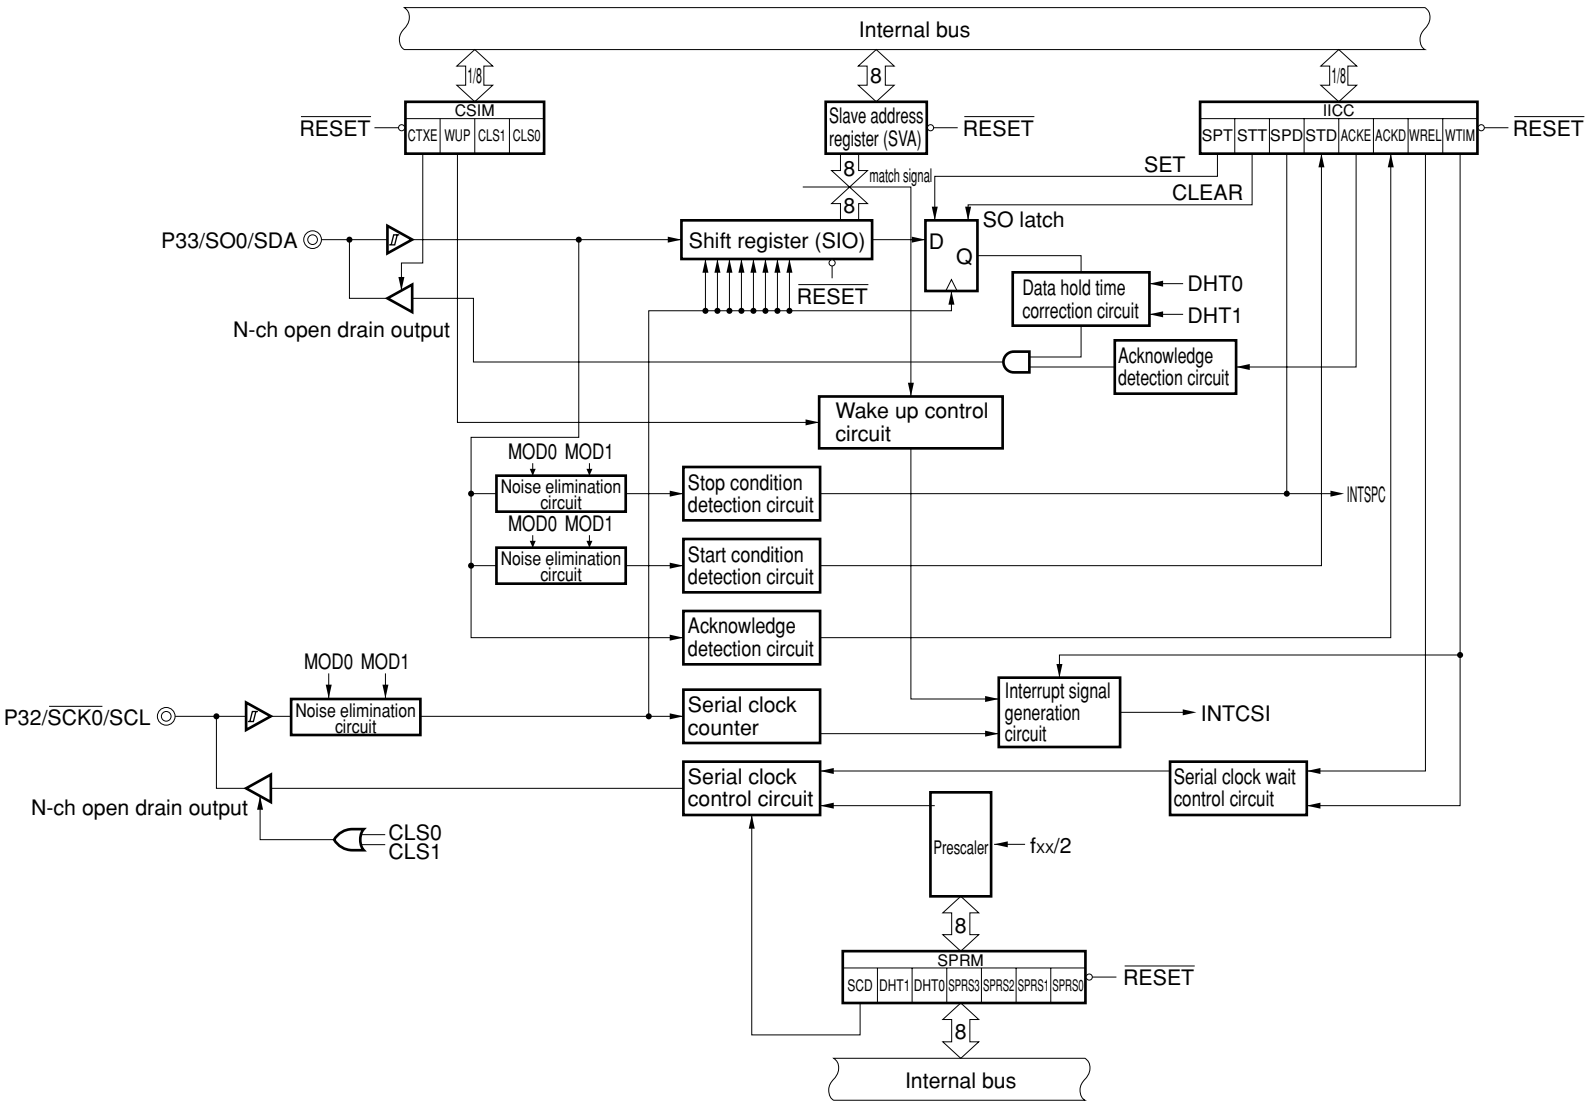 Internal bus
1/8
8
1/8
CSIM
CTXE WUP CLS1 CLS0
RESET
Slave address
register (SVA)
RESET
IICC
SPT STT SPD STD ACKE ACKD WREL WTIM
RESET
8
match signal
8
SET
CLEAR
SO latch
P33/SO0/SDA
Shift register (SIO)
D
Q
RESET
N-ch open drain output
Data hold time
correction circuit
DHT0
DHT1
Acknowledge
detection circuit
Wake up control
circuit
MOD0 MOD1
Noise elimination
circuit
Stop condition
detection circuit
INTSPC
MOD0 MOD1
Noise elimination
circuit
Start condition
detection circuit
Acknowledge
detection circuit
MOD0 MOD1
P32/SCK0/SCL
Noise elimination
circuit
Serial clock
counter
Interrupt signal
generation
circuit
INTCSI
N-ch open drain output
Serial clock
control circuit
Serial clock wait
control circuit
CLS0
CLS1
Prescaler
fxx/2
8
SPRM
SCD DHT1 DHT0 SPRS3 SPRS2 SPRS1 SPRS0
RESET
8
Internal bus